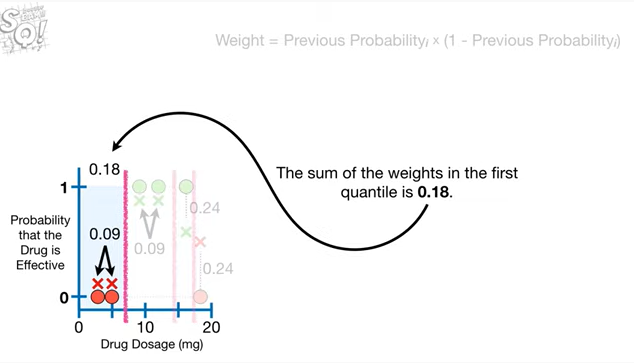 SQ!
Weight = Previous Probabilityᵢ x (1 - Previous Probabilityᵢ)
The sum of the weights in the first
quantile is 0.18.
0.18
1
0.24
Probability
that the
Drug is
Effective
0.09
0.09
0.24
0
0
10
20
Drug Dosage (mg)